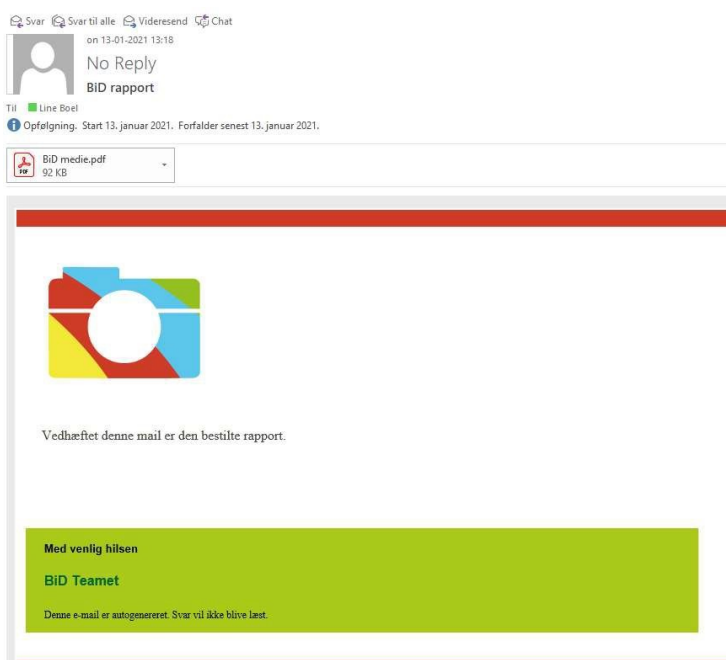 Svar Svar til alle Videresend Chat
on 13-01-2021 13:18
No Reply
BiD rapport
Til Line Boel
Opfølgning. Start 13. januar 2021. Forfalder senest 13. januar 2021.
BiD medie.pdf
92 KB
PDF
Vedhæftet denne mail er den bestilte rapport.
Med venlig hilsen
BiD Teamet
Denne e-mail er autogenereret. Svar vil ikke blive læst.